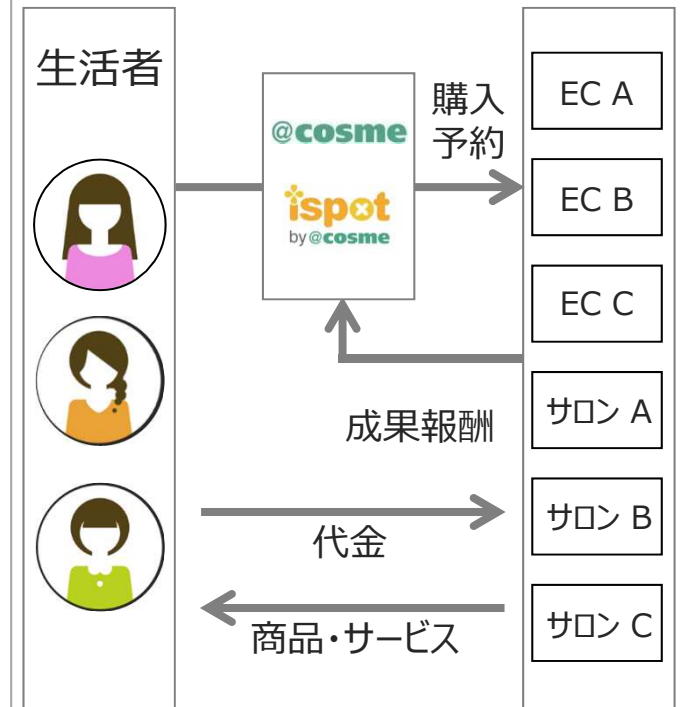 生活者
@cosme
ispot
by@cosme
購入
予約
成果報酬
代金
商品・サービス
EC A
EC B
EC C
サロン A
サロン B
サロン C